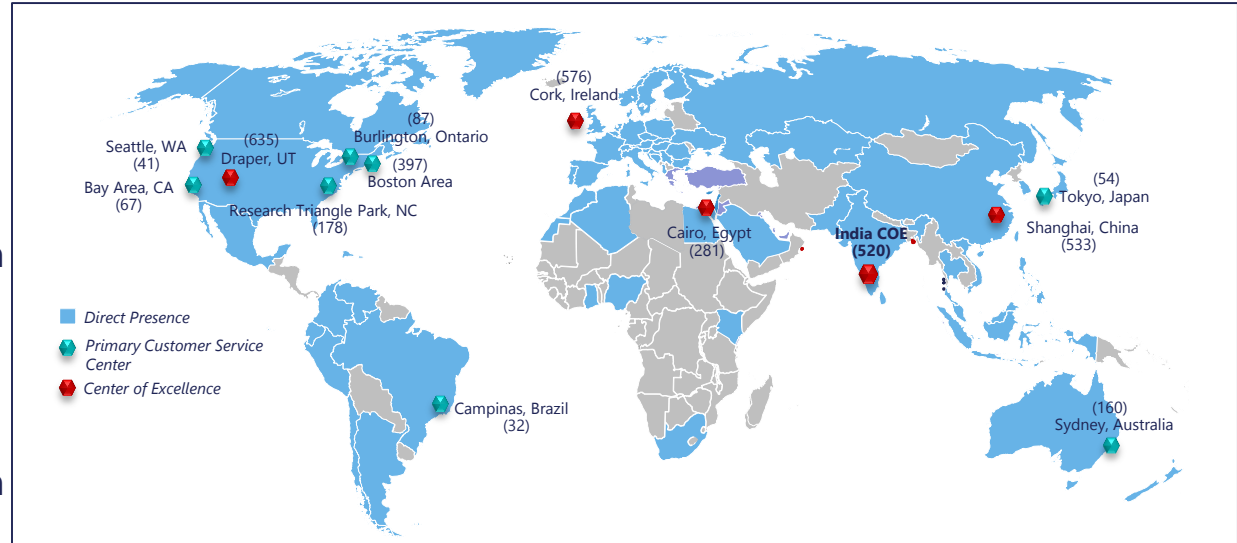 (576)
Cork, Ireland
(87)
Burlington, Ontario
(635)
Draper, UT
Seattle, WA
(41)
(397)
Boston Area
Bay Area, CA
(67)
Research Triangle Park, NC
(178)
(54)
Tokyo, Japan
Shanghai, China
(533)
Cairo, Egypt
(281)
India COE
(520)
Direct Presence
Primary Customer Service
Center
Center of Excellence
Campinas, Brazil
(32)
(160)
Sydney, Australia
n
n